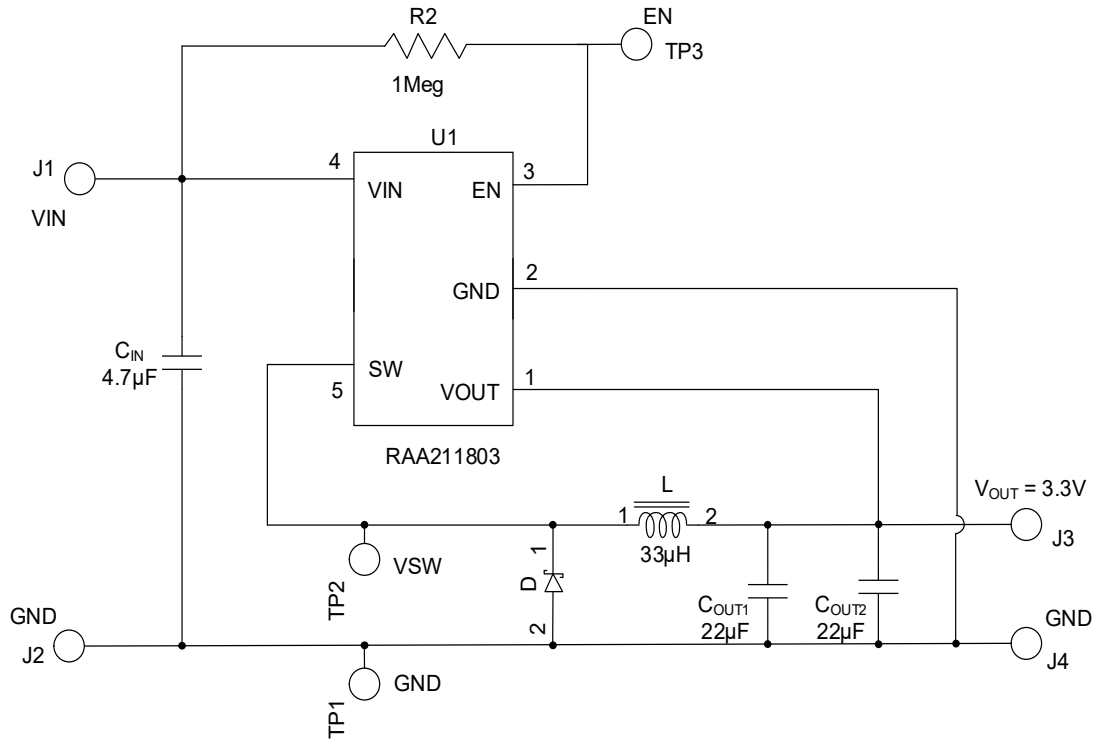 R2
EN
TP3
1Meg
U1
J1
VIN
4
VIN
EN
3
GND
2
CIN
4.7µF
SW
5
VOUT
1
RAA211803
L
VOUT = 3.3V
1
2
33µH
J3
VSW
TP2
1
D
2
COUT1
22µF
COUT2
22µF
GND
J2
GND
J4
GND
TP1